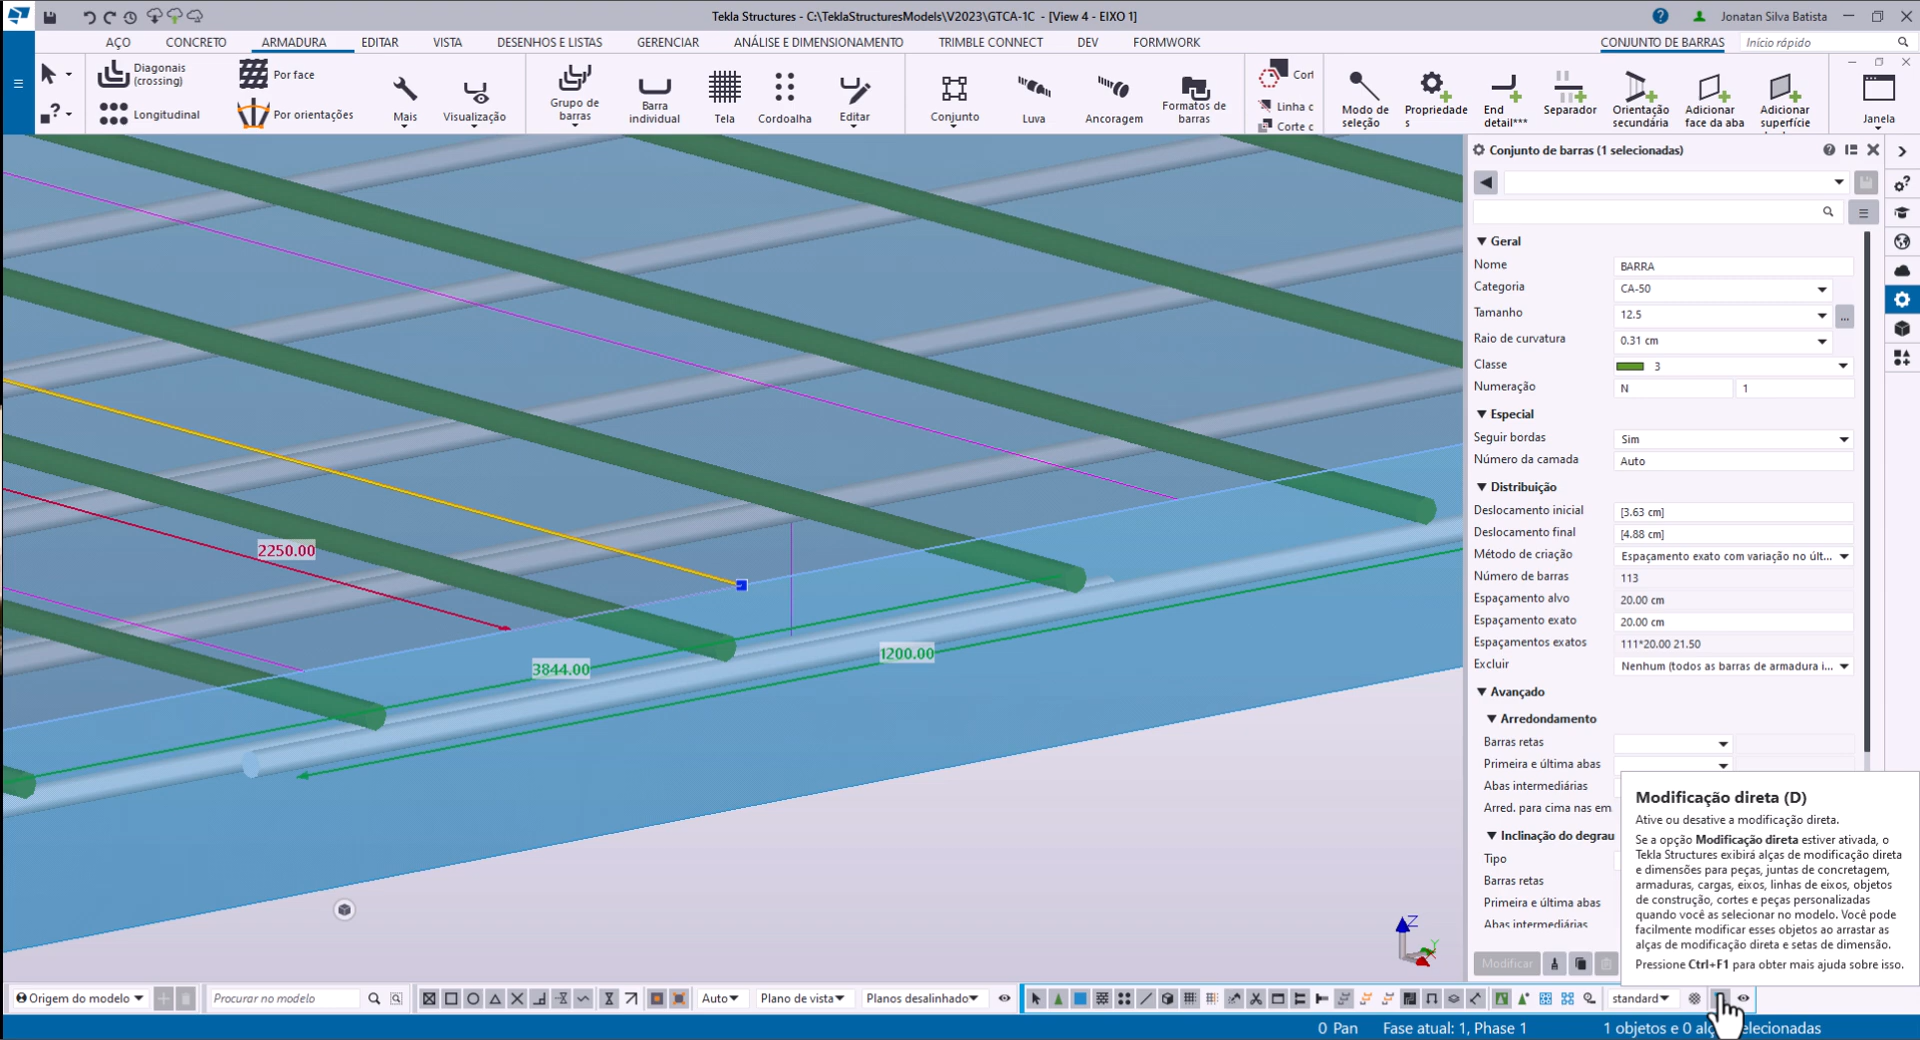 Tekla Structures - C:\TeklaStructuresModels\V2023\GTCA-1C - [View 4 - EIXO 1]
Jonatan Silva Batista
AÇO
CONCRETO
ARMADURA
EDITAR
VISTA
DESENHOS E LISTAS
GERENCIAR
ANÁLISE E DIMENSIONAMENTO
TRIMBLE CONNECT
DEV
FORMWORK
CONJUNTO DE BARRAS
Início rápido
Diagonais
(crossing)
Longitudinal
Por face
Por orientações
Mais
Visualização
Grupo de
barras
Barra
individual
Tela
Cordoalha
Editar
Conjunto
Luva
Ancoragem
Formatos de
barras
Cort
Linha c
Corte c
Modo de
seleção
Propriedade
s
End
detail***
Separador
Orientação
secundária
Adicionar
face da aba
Adicionar
superfície
Janela
2250.00
3844.00
1200.00
Z
Y
Conjunto de barras (1 selecionadas)
Geral
Nome BARRA
Categoria CA-50
Tamanho 12.5 ...
Raio de curvatura 0.31 cm
Classe 3
Numeração N 1
Especial
Seguir bordas Sim
Número da camada Auto
Distribuição
Deslocamento inicial [3.63 cm]
Deslocamento final [4.88 cm]
Método de criação Espaçamento exato com variação no últ...
Número de barras 113
Espaçamento alvo 20.00 cm
Espaçamento exato 20.00 cm
Espaçamentos exatos 111*20.00 21.50
Excluir Nenhum (todos as barras de armadura i...
Avançado
Arredondamento
Barras retas
Primeira e última abas
Abas intermediárias
Arred. para cima nas em
Inclinação do degrau
Tipo
Barras retas
Primeira e última abas
Abas intermediárias
Modificar
Modificação direta (D)
Ative ou desative a modificação direta.
Se a opção Modificação direta estiver ativada, o
Tekla Structures exibirá alças de modificação direta
e dimensões para peças, juntas de concretagem,
armaduras, cargas, eixos, linhas de eixos, objetos
de construção, cortes e peças personalizadas
quando você as selecionar no modelo. Você pode
facilmente modificar esses objetos ao arrastar as
alças de modificação direta e setas de dimensão.
Pressione Ctrl+F1 para obter mais ajuda sobre isso.
Origem do modelo
Procurar no modelo
Auto
Plano de vista
Planos desalinhado
standard
0 Pan
Fase atual: 1, Phase 1
1 objetos e 0 alç elecionadas